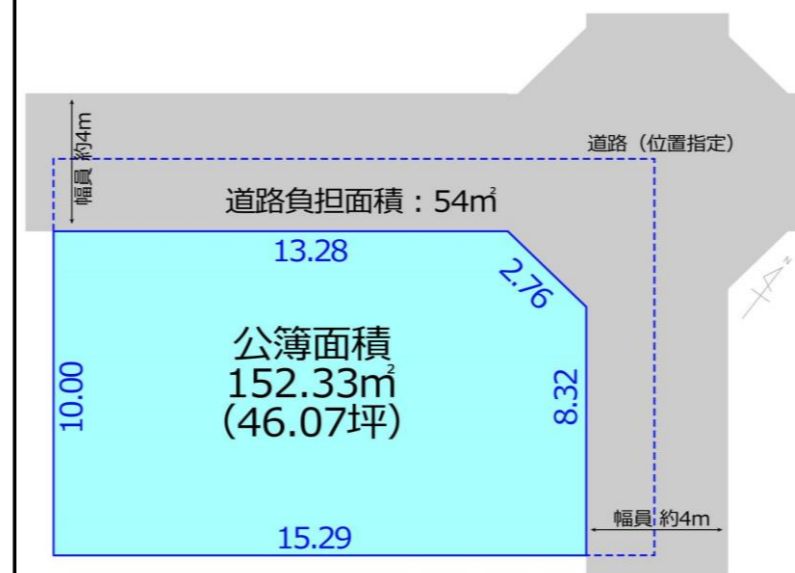 幅員 約4m
道路（位置指定）
道路負担面積：54㎡
13.28
2.76
公簿面積
152.33㎡
(46.07坪)
10.00
8.32
15.29
幅員 約4m
N